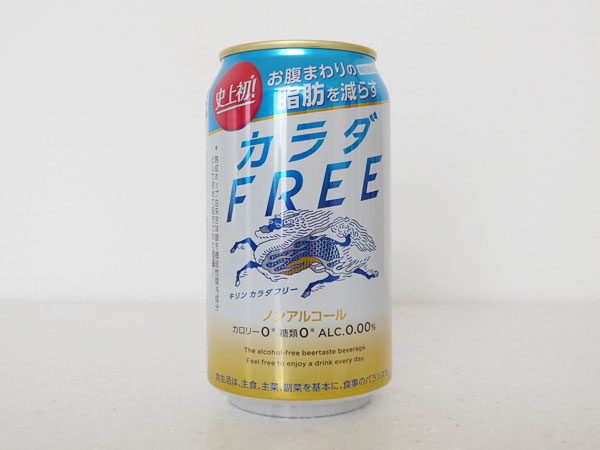 史上初!
お腹まわりの
脂肪を減らす
カラダ
FREE
キリン カラダフリー
ノンアルコール
カロリー0※ 糖類0※ ALC.0.00%
The alcohol-free beertaste beverage.
Feel free to enjoy a drink every day.
食生活は、主食、主菜、副菜を基本に、食事のバランス